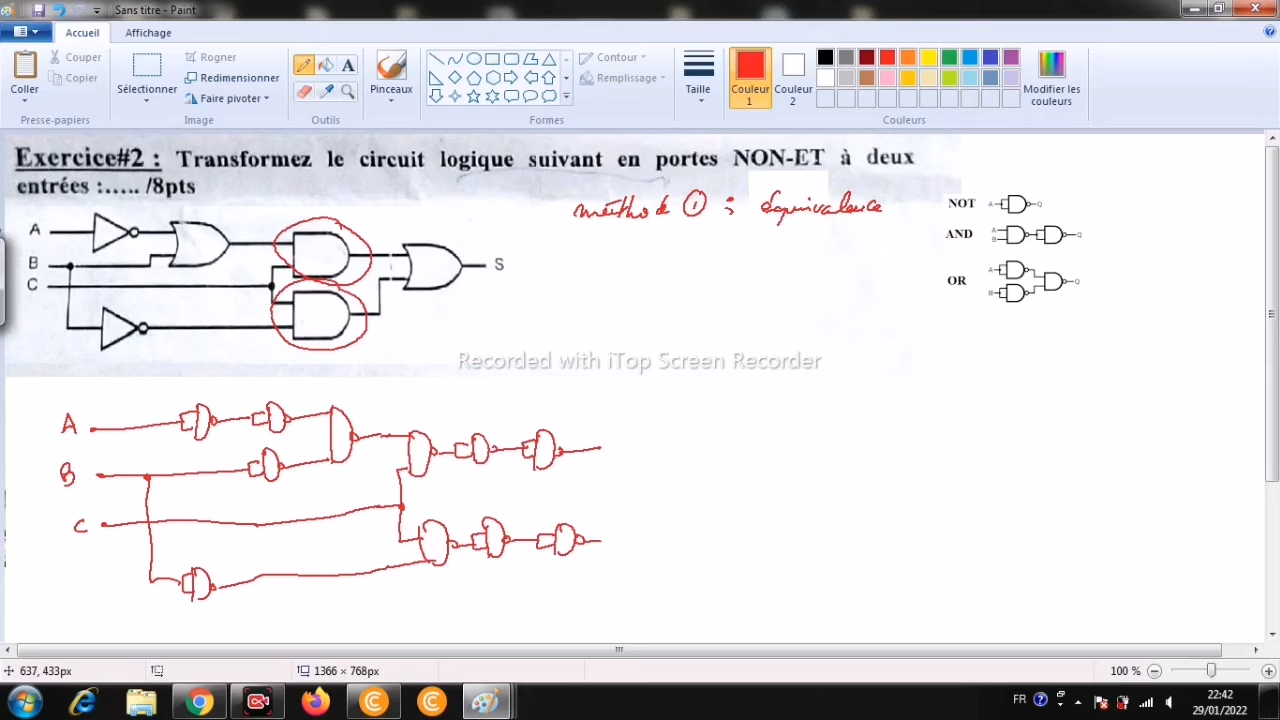 Sans titre - Paint
Accueil
Affichage
Coller
Couper
Copier
Presse-papiers
Sélectionner
Rogner
Redimensionner
Faire pivoter
Image
A
Outils
Pinceaux
Contour
Remplissage
Formes
Taille
Couleur 1
Couleur 2
Modifier les couleurs
Couleurs
Exercice#2 : Transformez le circuit logique suivant en portes NON-ET à deux
entrées :..... /8pts
méthode ① : équivalence
A
B
C
S
NOT
A
Q
AND
A
B
Q
OR
A
B
Q
Recorded with iTop Screen Recorder
A
B
C
637, 433px
1366 × 768px
100 %
FR
22:42
29/01/2022